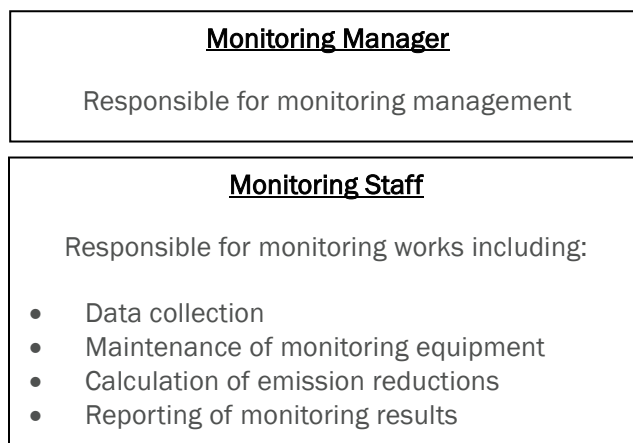 Monitoring Manager
Responsible for monitoring management
Monitoring Staff
Responsible for monitoring works including:
• Data collection
• Maintenance of monitoring equipment
• Calculation of emission reductions
• Reporting of monitoring results